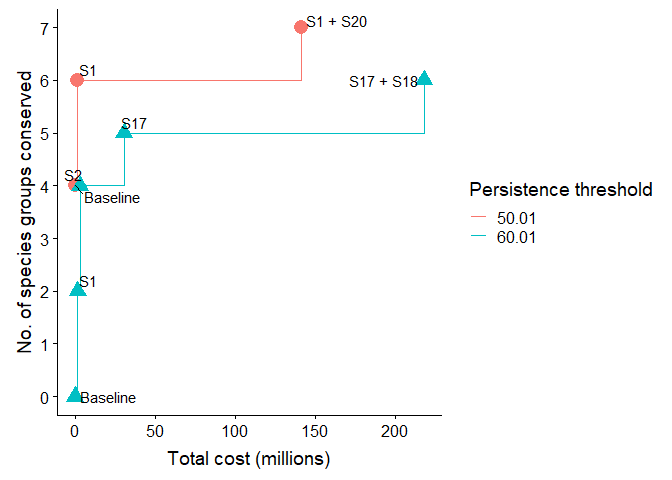 7
S1 + S20
6
S1
S17 + S18
No. of species groups conserved
5
S17
4
S2
Baseline
3
2
S1
1
0
Baseline
0
50
100
150
200
Total cost (millions)
Persistence threshold
50.01
60.01